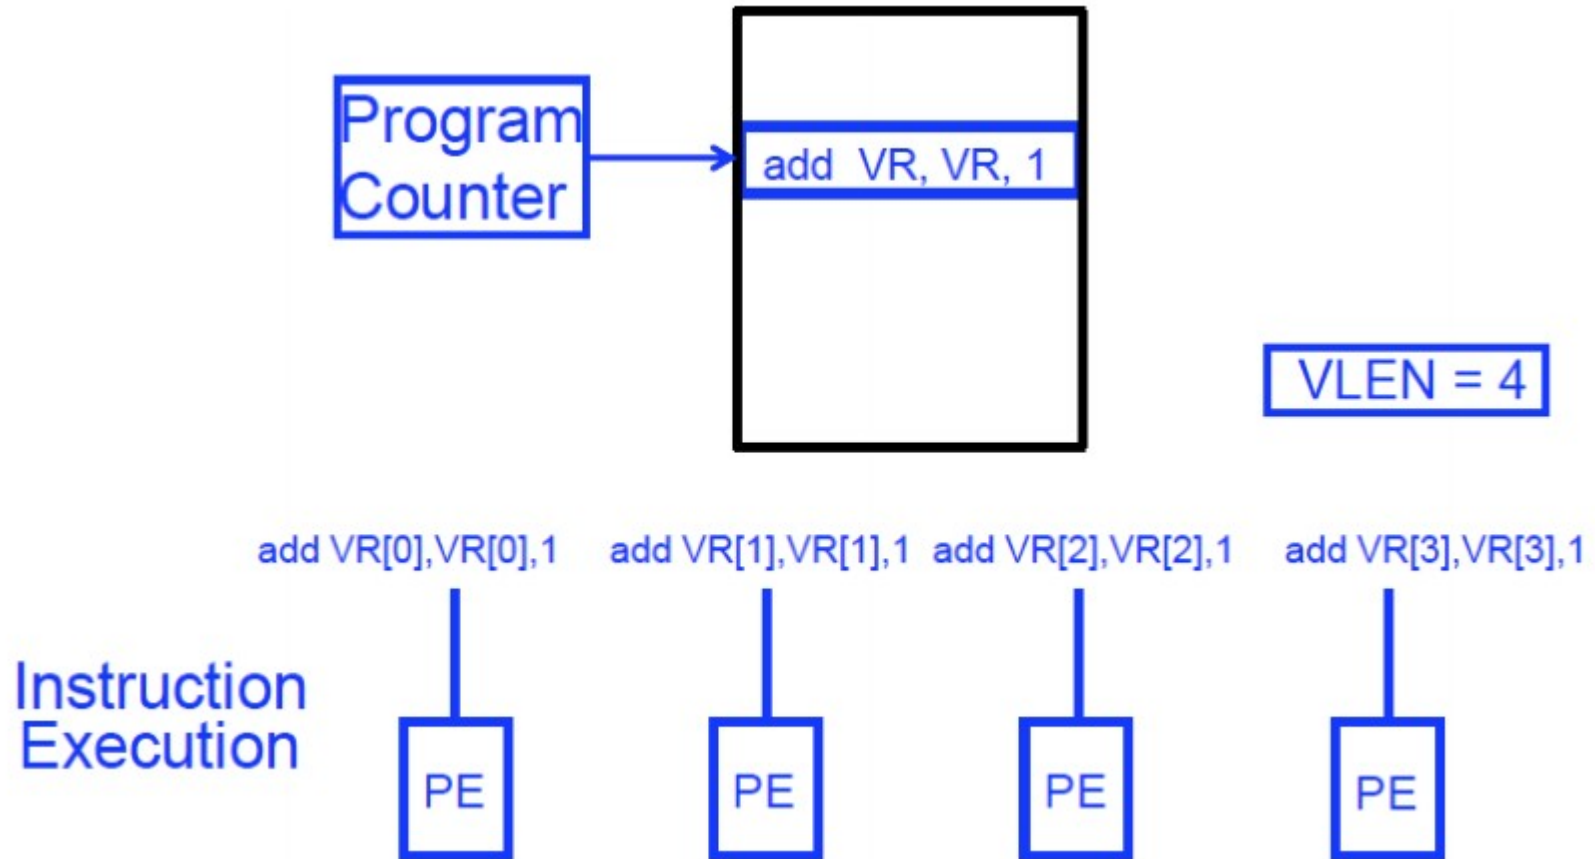 Program
Counter
add VR, VR, 1
VLEN = 4
add VR[0],VR[0],1
add VR[1],VR[1],1
add VR[2],VR[2],1
add VR[3],VR[3],1
Instruction
Execution
PE
PE
PE
PE